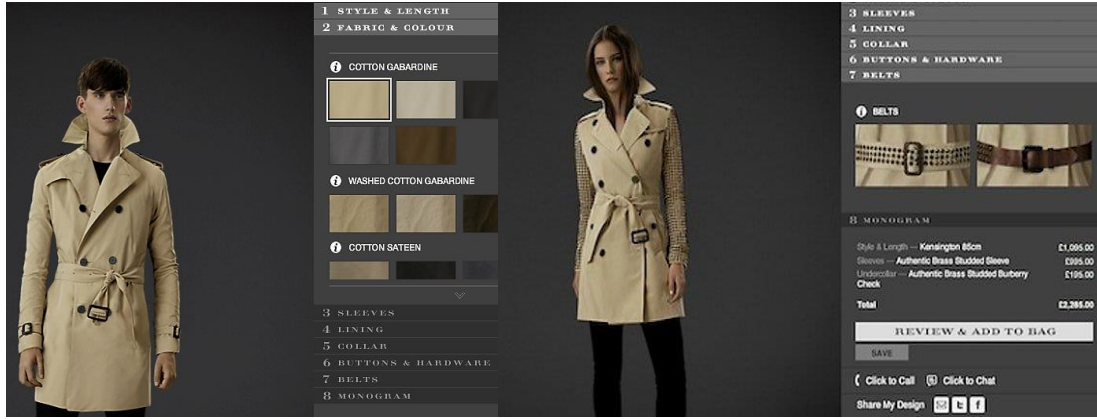 1 STYLE & LENGTH
2 FABRIC & COLOUR
COTTON GABARDINE
WASHED COTTON GABARDINE
COTTON SATEEN
3 SLEEVES
4 LINING
5 COLLAR
6 BUTTONS & HARDWARE
7 BELTS
8 MONOGRAM
3 SLEEVES
4 LINING
5 COLLAR
6 BUTTONS & HARDWARE
7 BELTS
BELTS
8 MONOGRAM
Style & Length — Kensington 85cm £1,095.00
Sleeves — Authentic Brass Studded Sleeve £995.00
Undercollar — Authentic Brass Studded Burberry £195.00
Check
Total £2,285.00
REVIEW & ADD TO BAG
SAVE
Click to Call Click to Chat
Share My Design